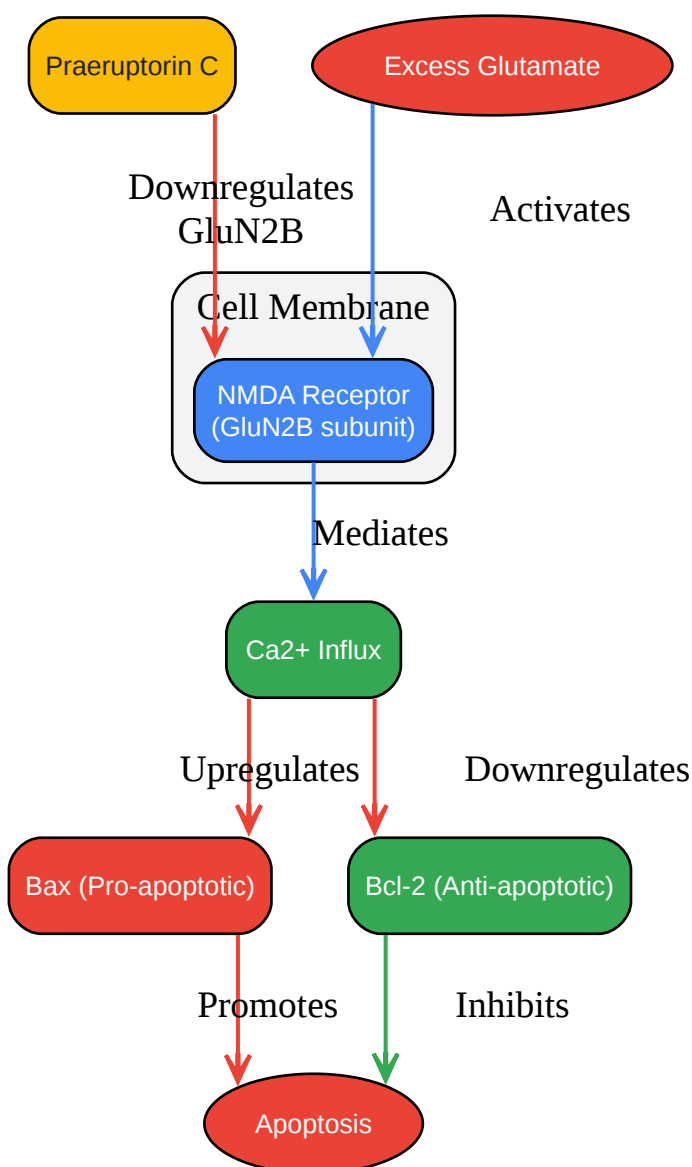 Praeruptorin C
Excess Glutamate
Downregulates
GluN2B
Activates
Cell Membrane
NMDA Receptor
(GluN2B subunit)
Mediates
Ca2+ Influx
Upregulates
Downregulates
Bax (Pro-apoptotic)
Bcl-2 (Anti-apoptotic)
Promotes
Inhibits
Apoptosis